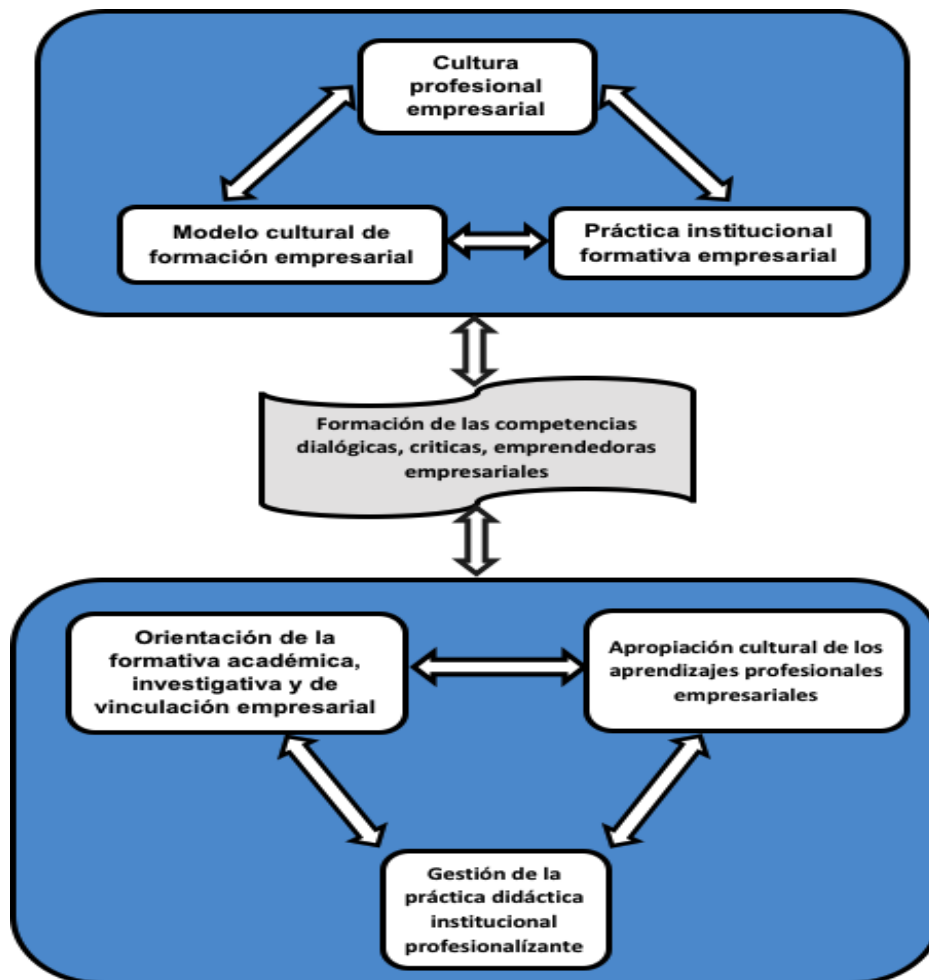 Cultura
profesional
empresarial
Modelo cultural de
formación empresarial
Práctica institucional
formativa empresarial
Formación de las competencias
dialógicas, criticas, emprendedoras
empresariales
Orientación de la
formativa académica,
investigativa y de
vinculación empresarial
Apropiación cultural de los
aprendizajes profesionales
empresariales
Gestión de la
práctica didáctica
institucional
profesionalízante